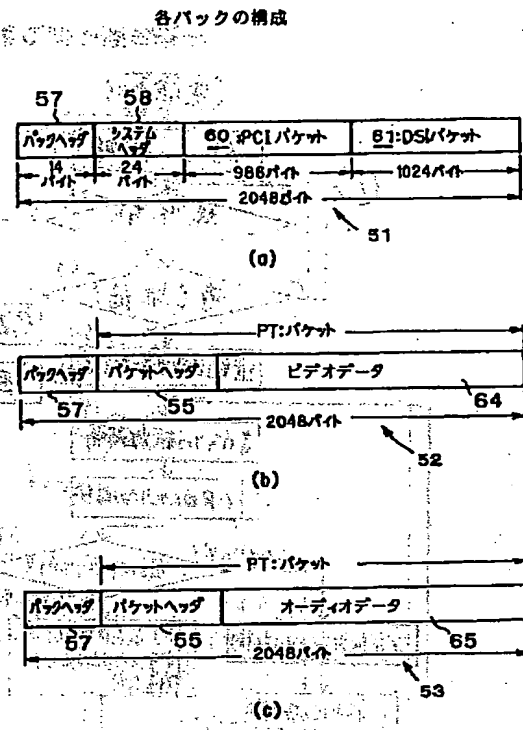 各パックの構成
57
58
パックヘッダ
システムヘッダ
60:PCIパケット
61:DSIパケット
14バイト
24バイト
986バイト
1024バイト
2048バイト
51
(a)
PT:パケット
パックヘッダ
パケットヘッダ
ビデオデータ
57
55
64
2048バイト
52
(b)
PT:パケット
パックヘッダ
パケットヘッダ
オーディオデータ
57
55
65
2048バイト
53
(c)